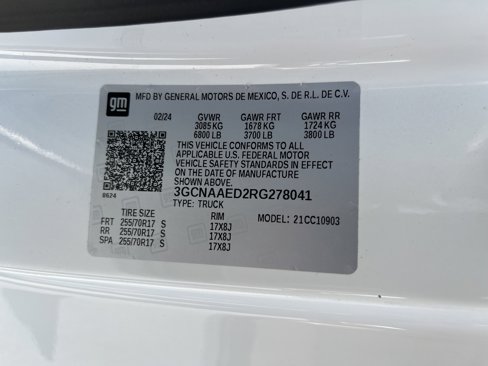 gm
MFD BY GENERAL MOTORS DE MEXICO, S. DE R.L. DE C.V.
02/24 GVWR GAWR FRT GAWR RR
3085 KG 1678 KG 1724 KG
6800 LB 3700 LB 3800 LB
THIS VEHICLE CONFORMS TO ALL
APPLICABLE U.S. FEDERAL MOTOR
VEHICLE SAFETY STANDARDS IN EFFECT
ON THE DATE OF MANUFACTURE
SHOWN ABOVE.
8624 3GCNAAED2RG278041
TYPE: TRUCK
TIRE SIZE RIM MODEL: 21CC10903
FRT 255/70R17 S 17X8J
RR 255/70R17 S 17X8J
SPA 255/70R17 S 17X8J